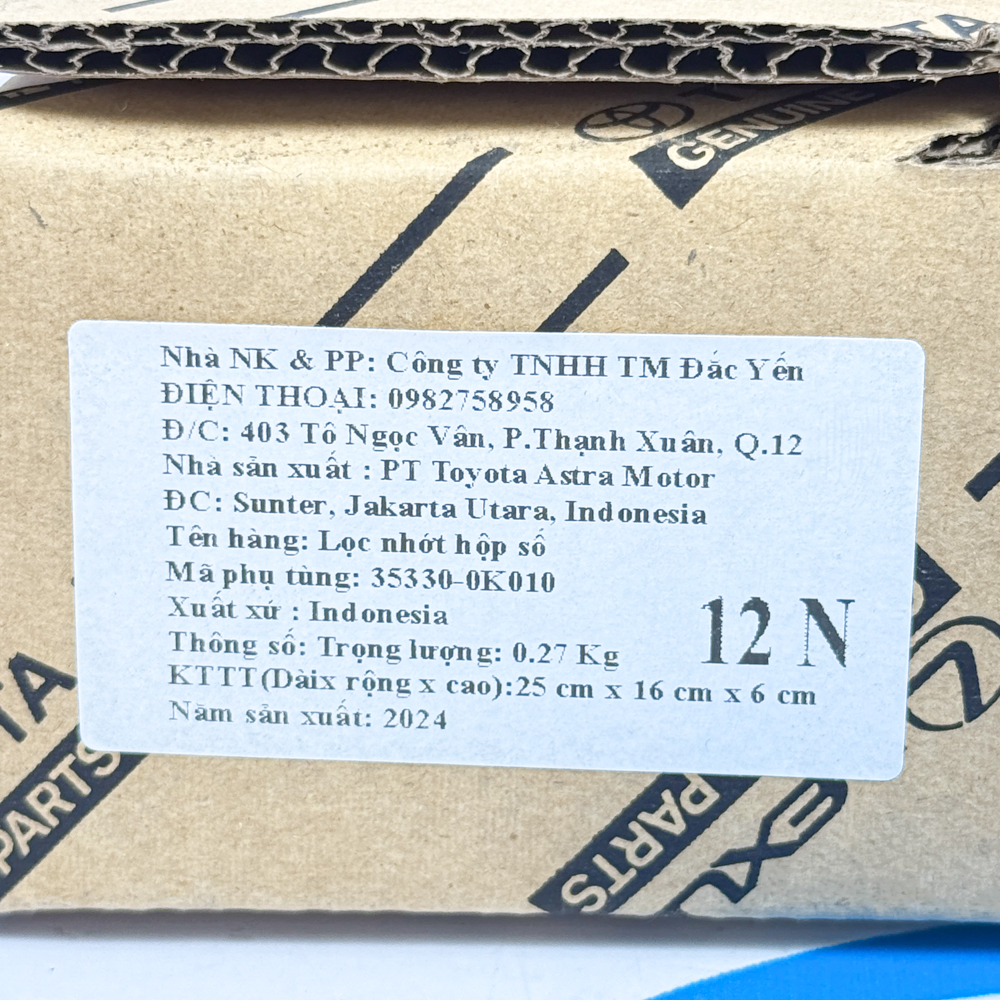 TA
GENUINE
Nhà NK & PP: Công ty TNHH TM Đắc Yến
ĐIỆN THOẠI: 0982758958
Đ/C: 403 Tô Ngọc Vân, P.Thạnh Xuân, Q.12
Nhà sản xuất : PT Toyota Astra Motor
ĐC: Sunter, Jakarta Utara, Indonesia
Tên hàng: Lọc nhớt hộp số
Mã phụ tùng: 35330-0K010
Xuất xứ : Indonesia
Thông số: Trọng lượng: 0.27 Kg
KTTT(Dàix rộng x cao):25 cm x 16 cm x 6 cm
Năm sản xuất: 2024
12 N
TA
PARTS
PARTS